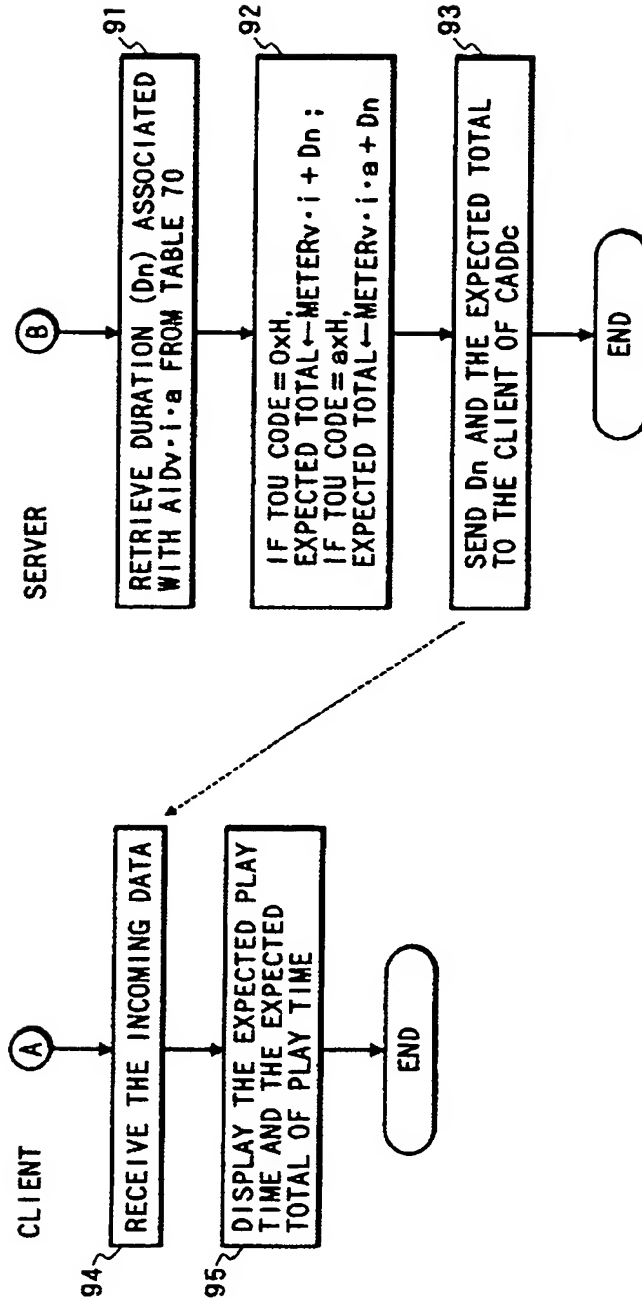 CLIENT
A
94
RECEIVE THE INCOMING DATA
95
DISPLAY THE EXPECTED PLAY
TIME AND THE EXPECTED
TOTAL OF PLAY TIME
END
SERVER
B
91
RETRIEVE DURATION (Dn) ASSOCIATED
WITH AIDv·i·a FROM TABLE 70
92
IF TOU CODE=0xH,
EXPECTED TOTAL←METERv·i+Dn;
IF TOU CODE=axH,
EXPECTED TOTAL←METERv·i·a+Dn
93
SEND Dn AND THE EXPECTED TOTAL
TO THE CLIENT OF CADDc
END